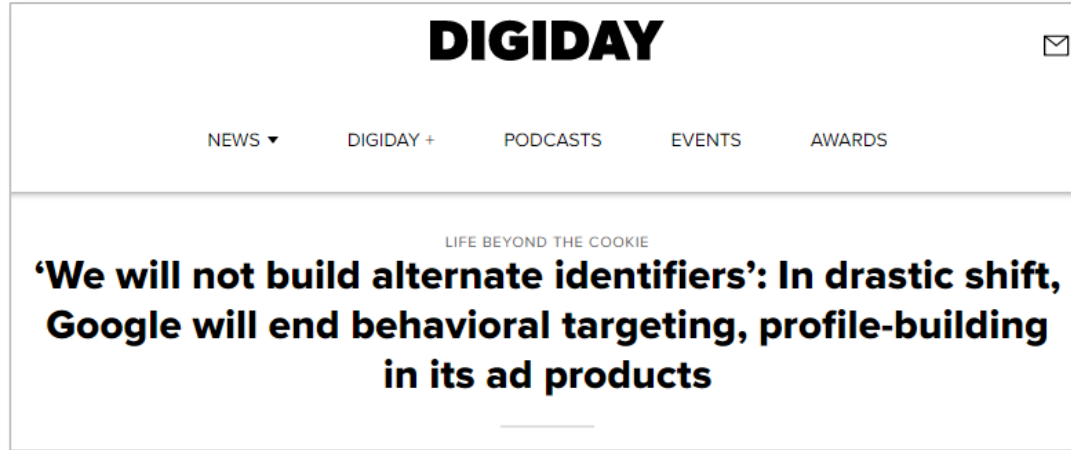 DIGIDAY
NEWS ▾ DIGIDAY + PODCASTS EVENTS AWARDS
LIFE BEYOND THE COOKIE
‘We will not build alternate identifiers’: In drastic shift,
Google will end behavioral targeting, profile-building
in its ad products